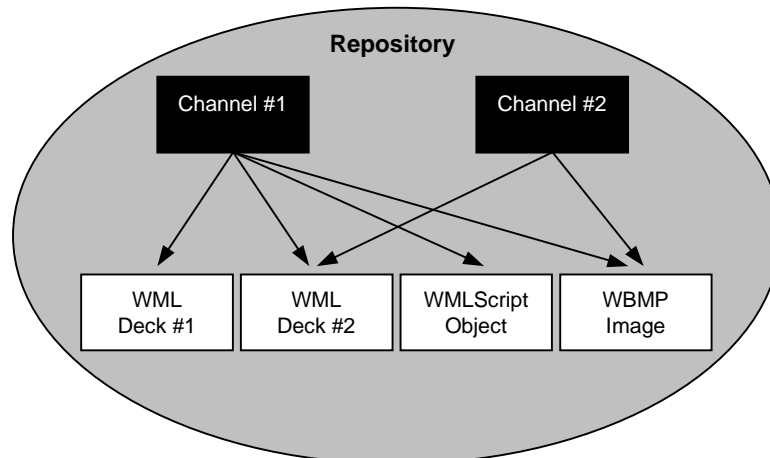 Repository
Channel #1
Channel #2
WML
Deck #1
WML
Deck #2
WMLScript
Object
WBMP
Image